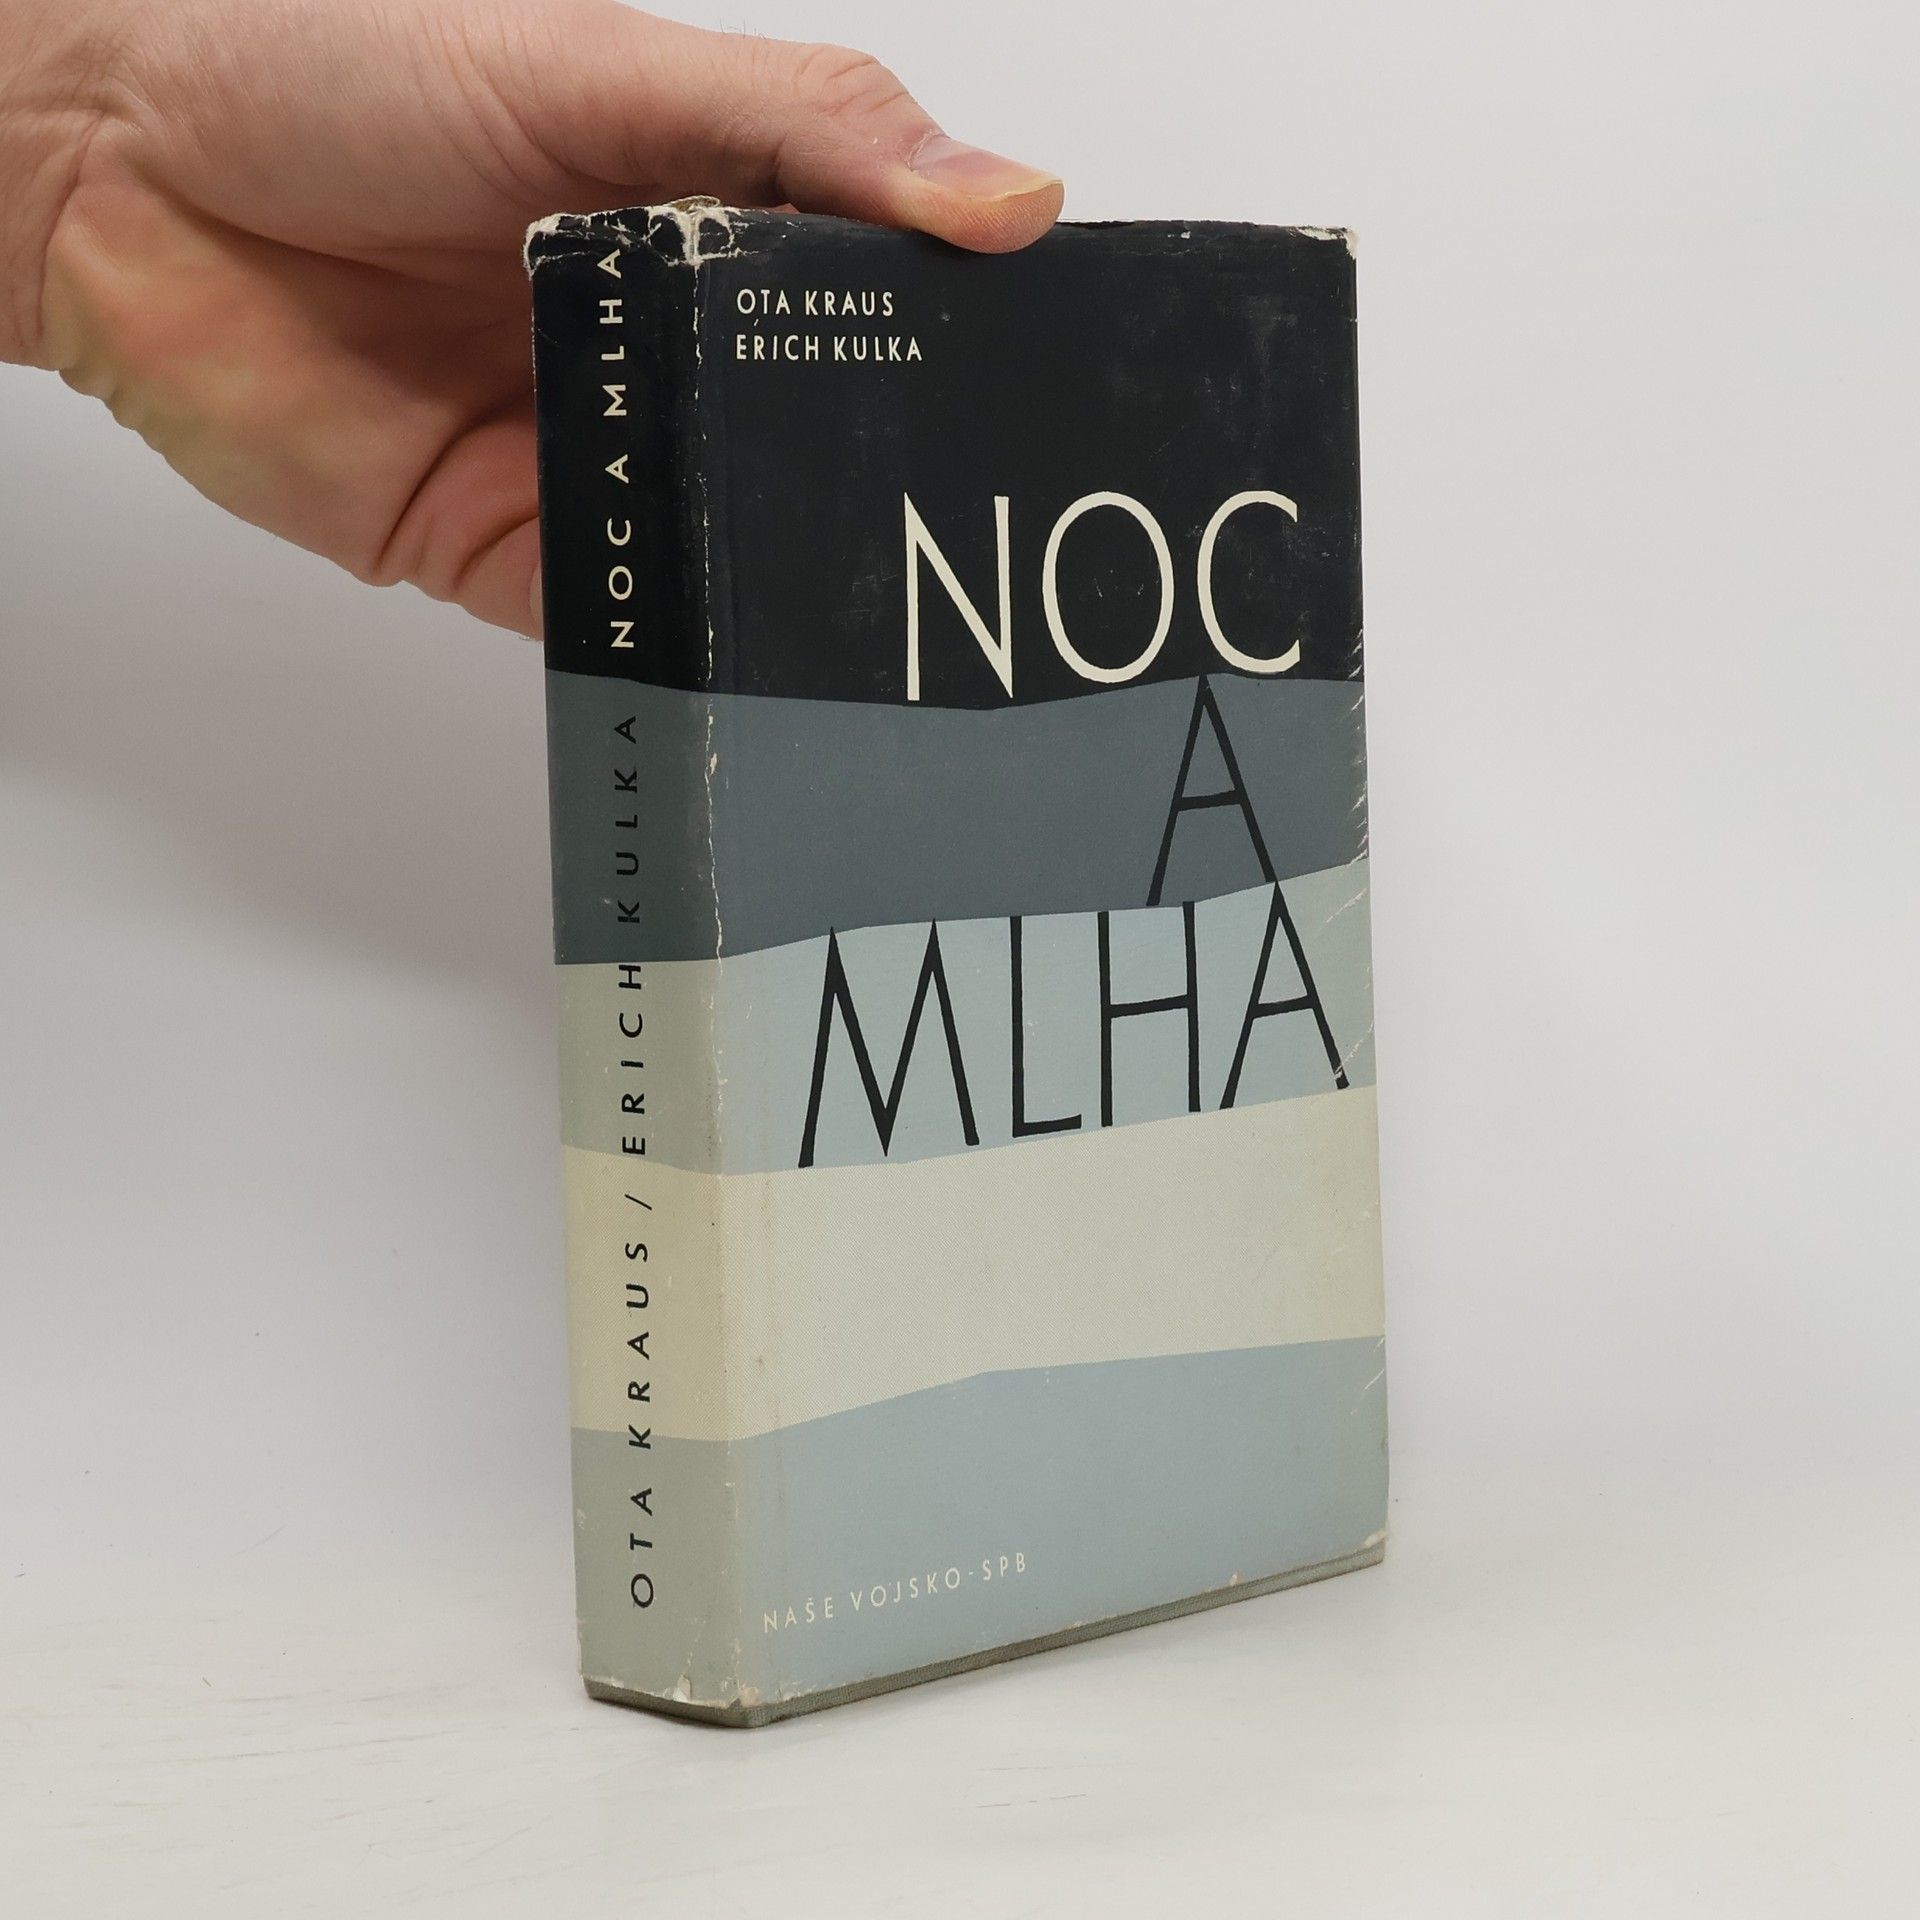 OTA KRAUS
ERICH KULKA
NOC
A
MLHA
NAŠE VOJSKO-SPB
OTA KRAUS / ERICH KULKA NOC A MLHA